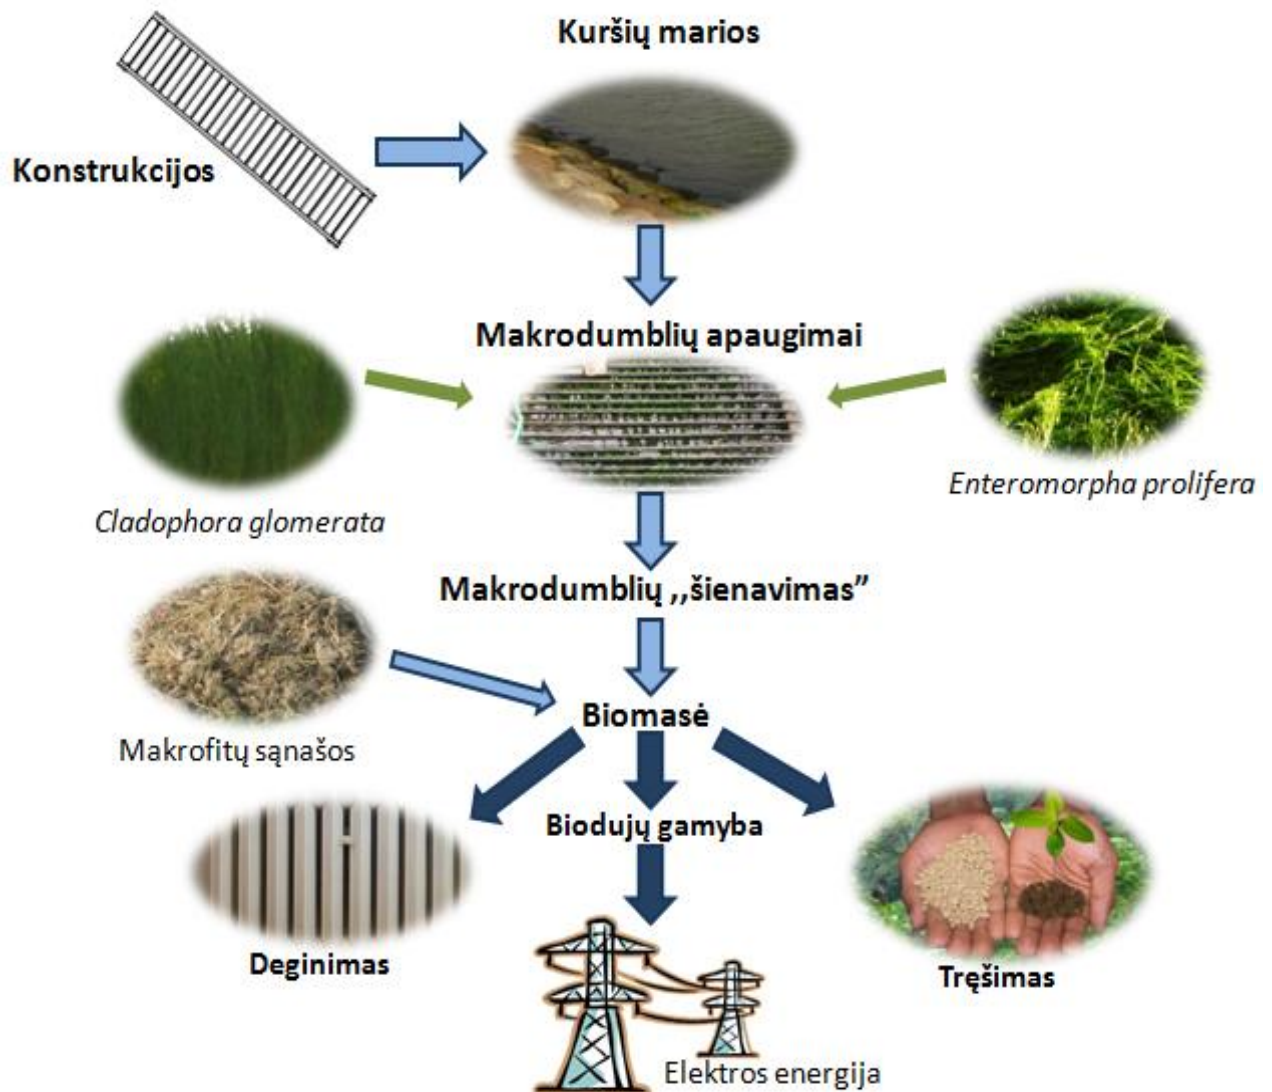 Kuršių marios
Konstrukcijos
Makrodumblių apaugimai
Enteromorpha prolifera
Cladophora glomerata
Makrodumblių ,,šienavimas”
Biomasė
Makrofitų sąnašos
Biodujų gamyba
Deginimas
Tręšimas
Elektros energija